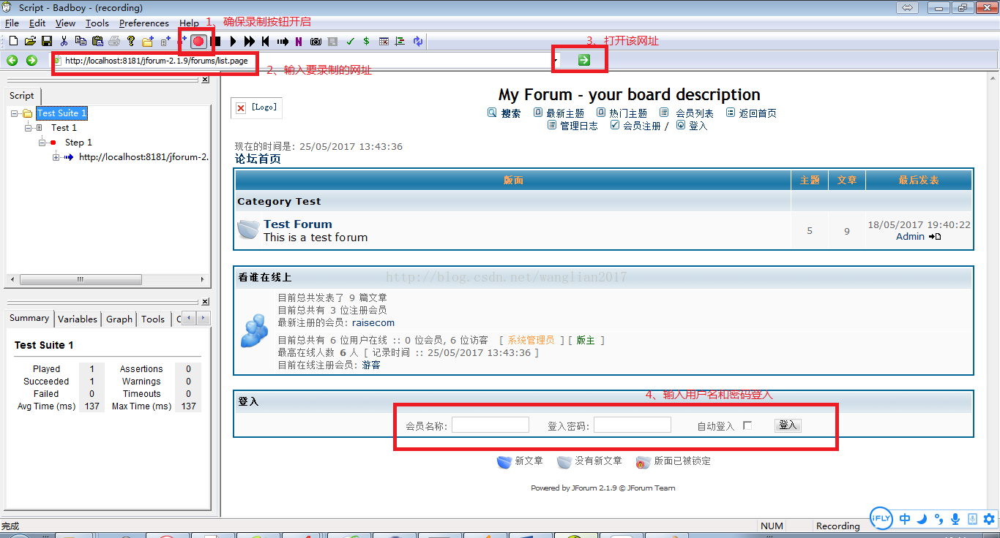 Script - Badboy - (recording)
File Edit View Tools Preferences Help
1、确保录制按钮开启
3、打开该网址
http://localhost:8181/jforum-2.1.9/forums/list.page
2、输入要录制的网址
Script
Test Suite 1
Test 1
Step 1
http://localhost:8181/jforum-2.
[Logo]
My Forum - your board description
搜索 最新主题 热门主题 会员列表 返回首页
管理日志 会员注册 / 登入
现在的时间是: 25/05/2017 13:43:36
论坛首页
版面 主题 文章 最后发表
Category Test
Test Forum
This is a test forum
5 9 18/05/2017 19:40:22
Admin
看谁在线上
http://blog.csdn.net/wanglian2017
目前总共发表了 9 篇文章
目前总共有 3 位注册会员
最新注册的会员: raisecom
目前总共有 6 位用户在线 :: 0 位会员, 6 位访客 [ 系统管理员 ] [ 版主 ]
最高在线人数 6 人 [ 记录时间 :: 25/05/2017 13:43:36 ]
目前在线注册会员: 游客
Summary Variables Graph Tools C
Test Suite 1
Played 1 Assertions 0
Succeeded 1 Warnings 0
Failed 0 Timeouts 0
Avg Time (ms) 137 Max Time (ms) 137
登入
4、输入用户名和密码登入
会员名称: 登入密码: 自动登入 登入
新文章 没有新文章 版面已被锁定
Powered by JForum 2.1.9 © JForum Team
iFLY 中
完成 NUM Recording